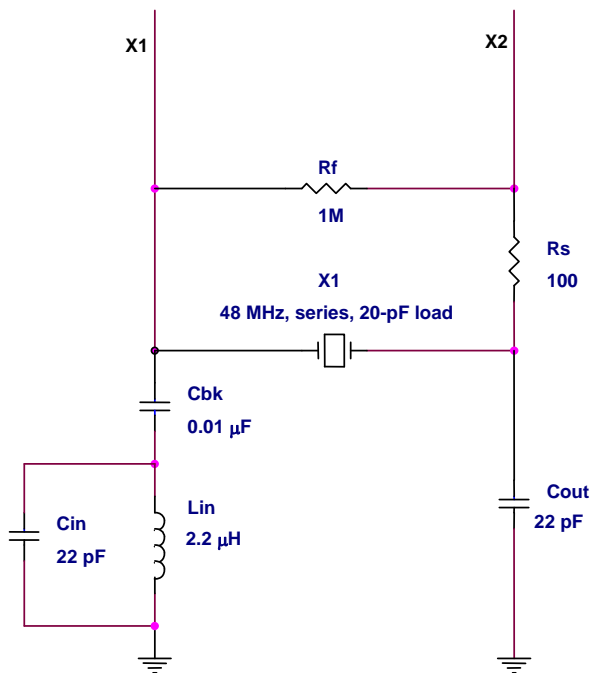 X1
X2
Rf
1M
Rs
100
X1
48 MHz, series, 20-pF load
Cbk
0.01 μF
Cin
22 pF
Lin
2.2 μH
Cout
22 pF